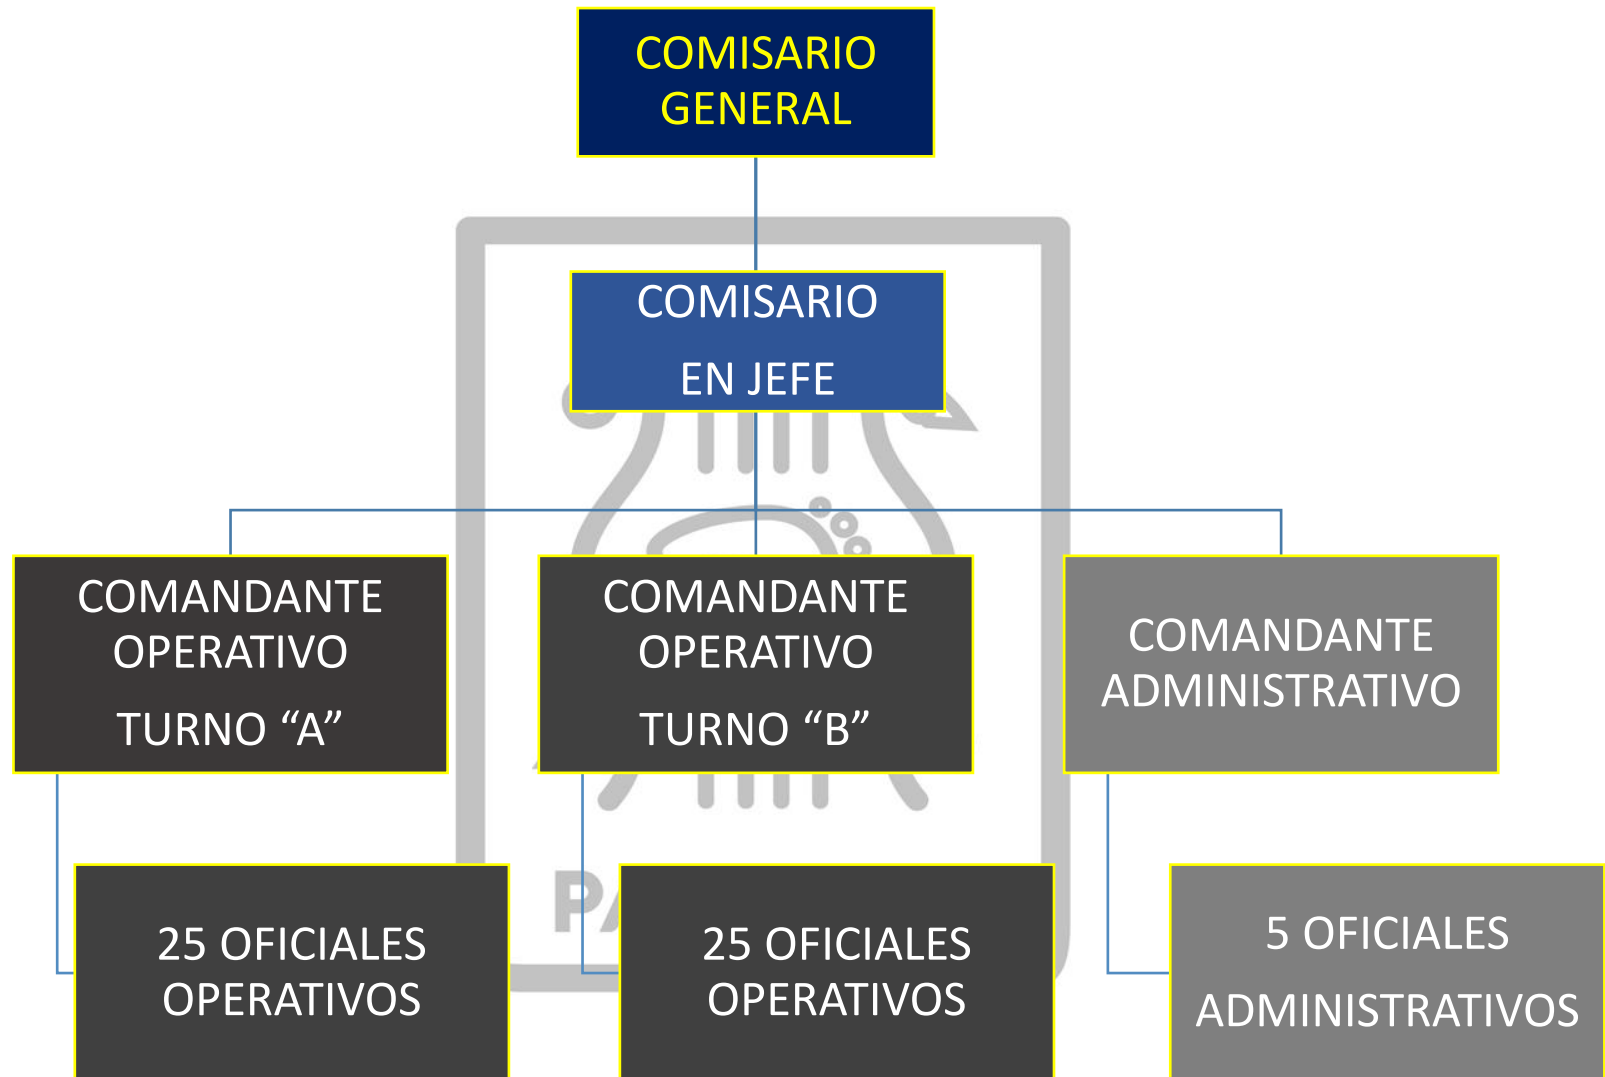 COMISARIO
GENERAL
COMISARIO
EN JEFE
COMANDANTE
OPERATIVO
TURNO “A”
COMANDANTE
OPERATIVO
TURNO “B”
COMANDANTE
ADMINISTRATIVO
25 OFICIALES
OPERATIVOS
25 OFICIALES
OPERATIVOS
5 OFICIALES
ADMINISTRATIVOS